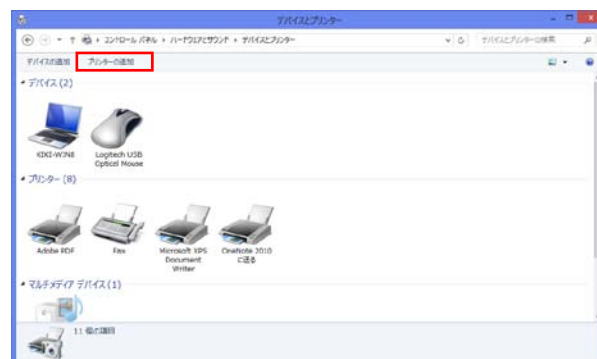 デバイスとプリンター
コントロール パネル ▸ ハードウェアとサウンド ▸ デバイスとプリンター
デバイスとプリンターの検索
デバイスの追加 プリンターの追加
デバイス (2)
KIKI-WIN8
Logitech USB
Optical Mouse
プリンター (8)
Adobe PDF
Fax
Microsoft XPS
Document
Writer
OneNote 2010
に送る
マルチメディア デバイス (1)
11 個の項目